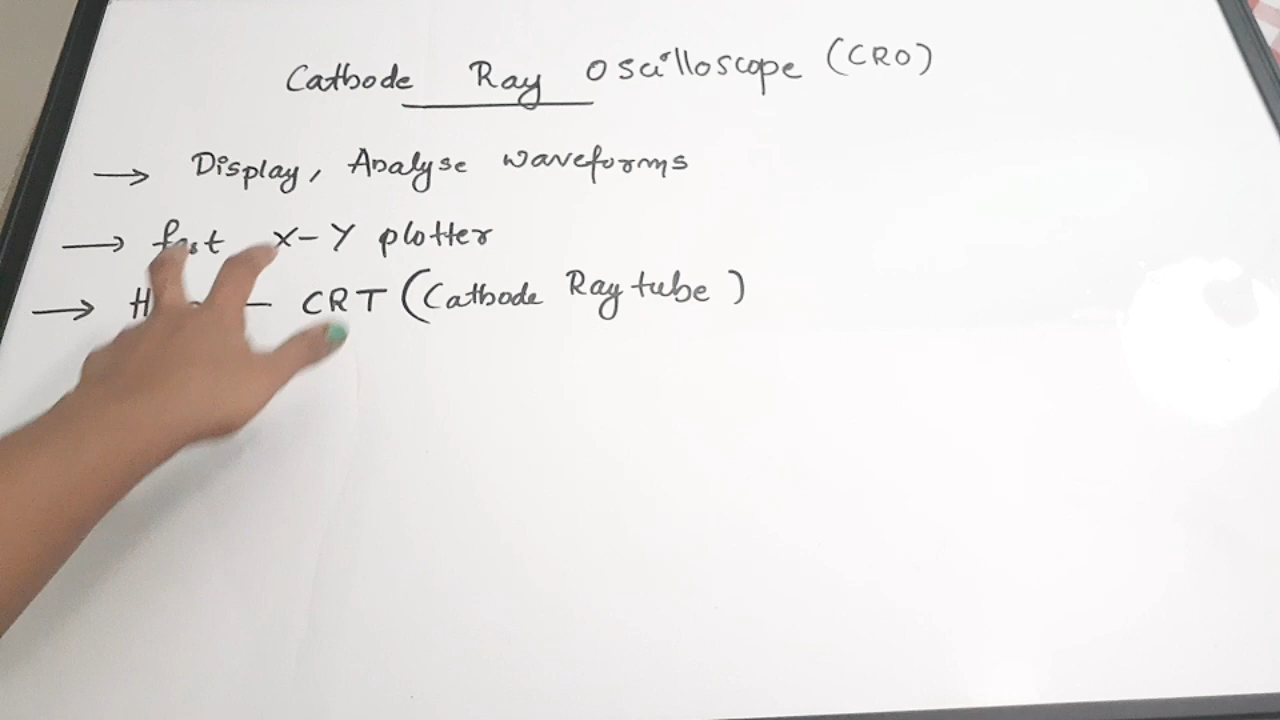 Cathode Ray Oscilloscope (CRO)
→ Display, Analyse waveforms
→ fast X-Y plotter
→ – CRT (Cathode Ray tube)